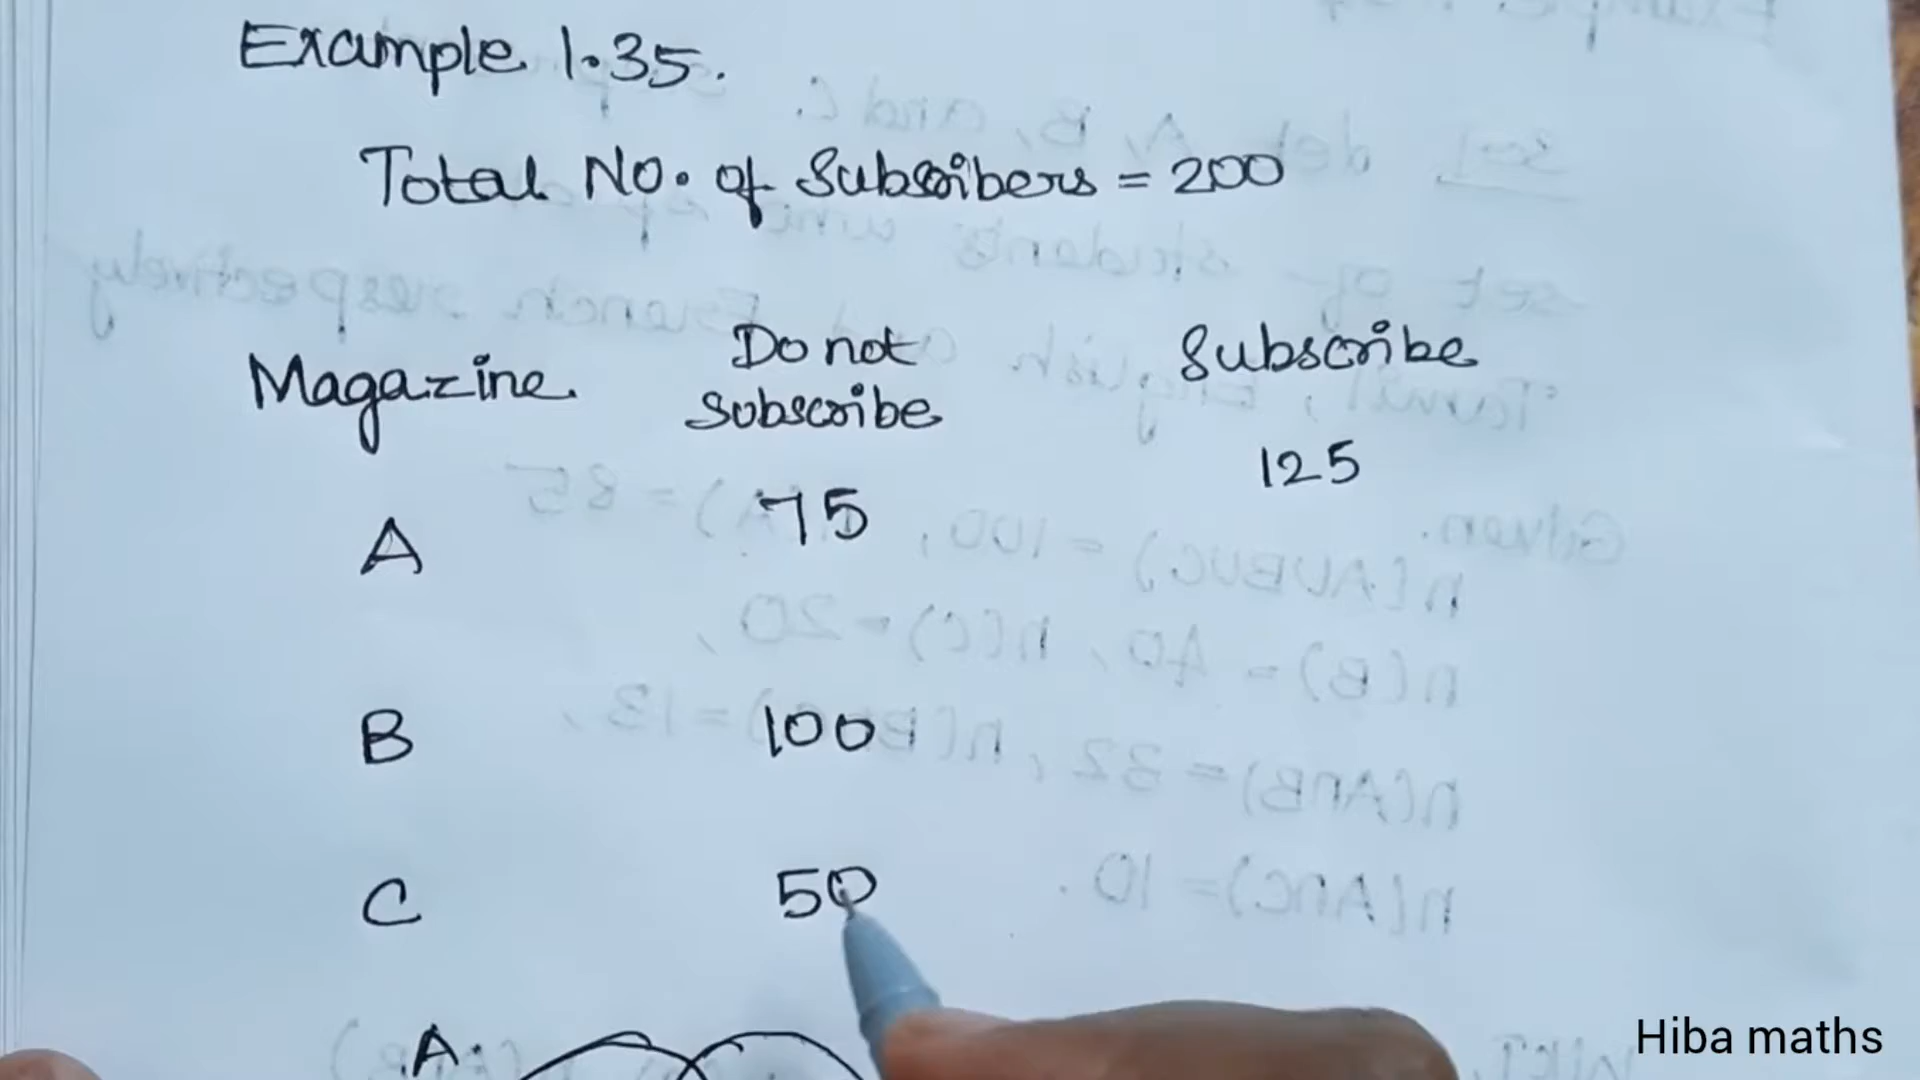 Example 1.35.
Total No. of Subscribers = 200
Magazine Do not Subscribe Subscribe
A 75 125
B 100
C 50
A
Hiba maths